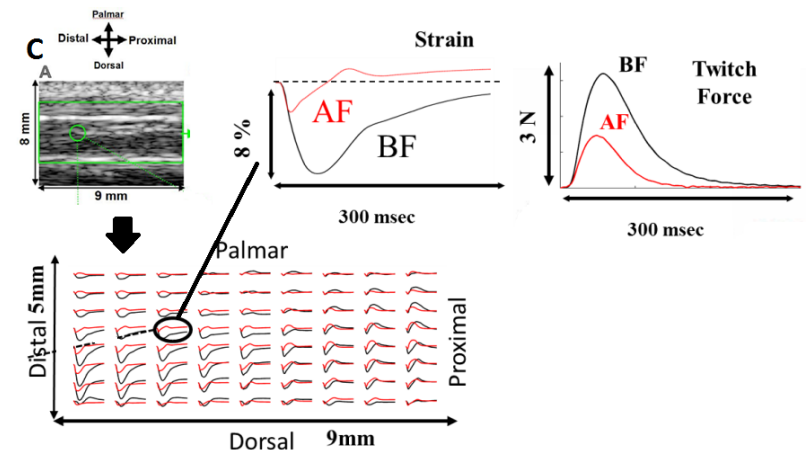 C
Palmar
Distal
Proximal
Dorsal
A
8 mm
9 mm
Strain
AF
BF
8 %
300 msec
BF
AF
Twitch
Force
3 N
300 msec
Palmar
Distal
5mm
Proximal
Dorsal
9mm